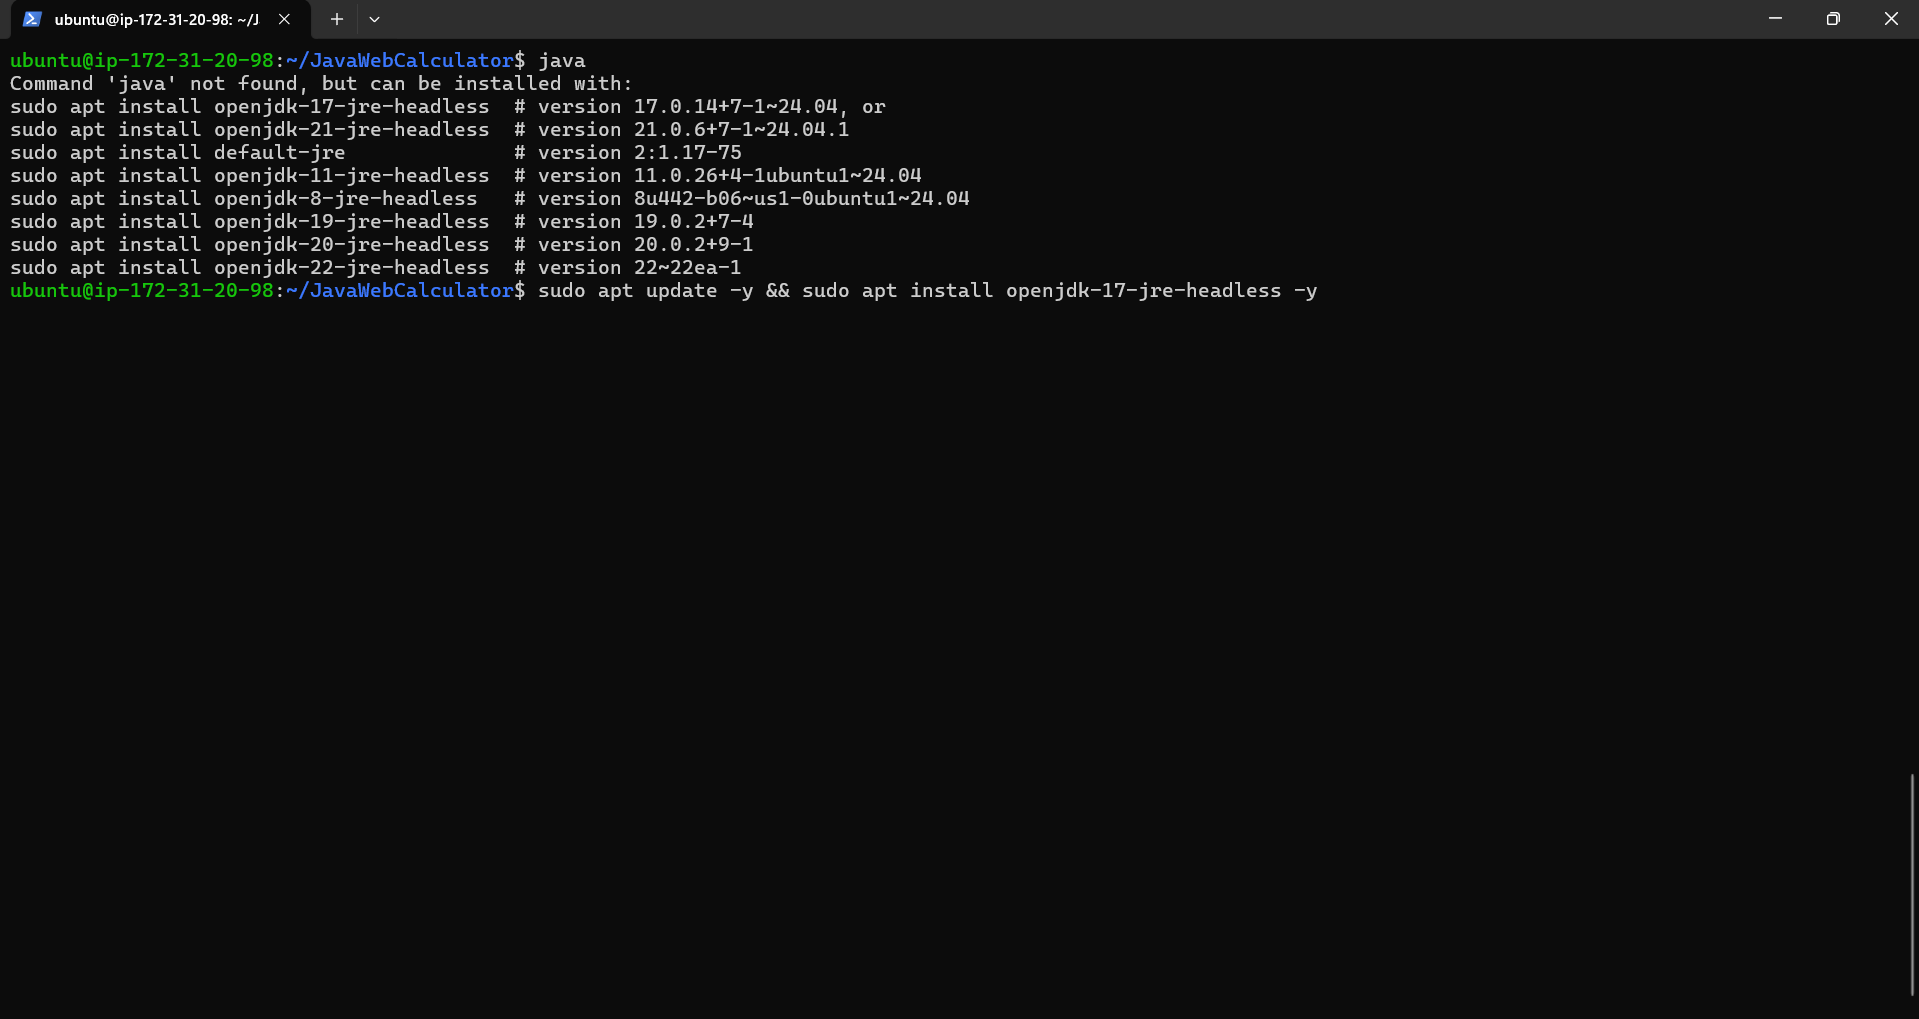 ubuntu@ip-172-31-20-98: ~/J
ubuntu@ip-172-31-20-98:~/JavaWebCalculator$ java
Command 'java' not found, but can be installed with:
sudo apt install openjdk-17-jre-headless  # version 17.0.14+7-1~24.04, or
sudo apt install openjdk-21-jre-headless  # version 21.0.6+7-1~24.04.1
sudo apt install default-jre              # version 2:1.17-75
sudo apt install openjdk-11-jre-headless  # version 11.0.26+4-1ubuntu1~24.04
sudo apt install openjdk-8-jre-headless   # version 8u442-b06~us1-0ubuntu1~24.04
sudo apt install openjdk-19-jre-headless  # version 19.0.2+7-4
sudo apt install openjdk-20-jre-headless  # version 20.0.2+9-1
sudo apt install openjdk-22-jre-headless  # version 22~22ea-1
ubuntu@ip-172-31-20-98:~/JavaWebCalculator$ sudo apt update -y && sudo apt install openjdk-17-jre-headless -y